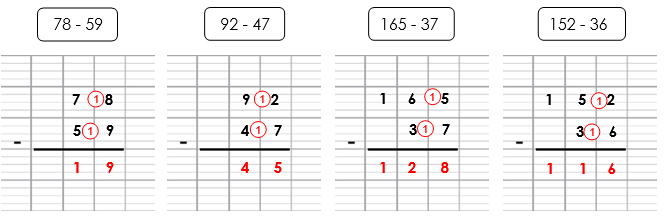 78 - 59
92 - 47
165 - 37
152 - 36
7 1 8
- 5 1 9
1 9
9 1 2
- 4 1 7
4 5
1 6 1 5
- 3 1 7
1 2 8
1 5 1 2
- 3 1 6
1 1 6